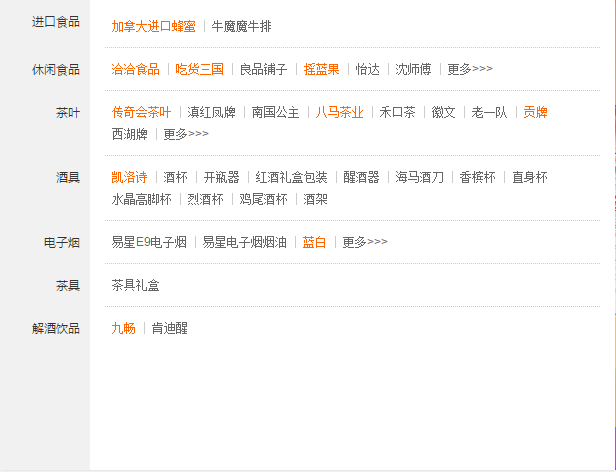 进口食品 加拿大进口蜂蜜 牛魔魔牛排
休闲食品 洽洽食品 吃货三国 良品铺子 摇蓝果 怡达 沈师傅 更多>>>
茶叶 传奇会茶叶 滇红凤牌 南国公主 八马茶业 禾口茶 徽文 老一队 贡牌
西湖牌 更多>>>
酒具 凯洛诗 酒杯 开瓶器 红酒礼盒包装 醒酒器 海马酒刀 香槟杯 直身杯
水晶高脚杯 烈酒杯 鸡尾酒杯 酒架
电子烟 易星E9电子烟 易星电子烟烟油 蓝白 更多>>>
茶具 茶具礼盒
解酒饮品 九畅 肯迪醒